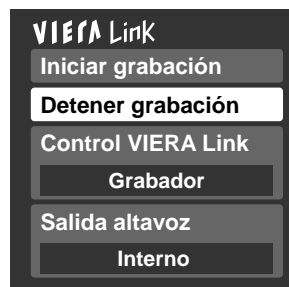 VIERA Link
Iniciar grabación
Detener grabación
Control VIERA Link
Grabador
Salida altavoz
Interno